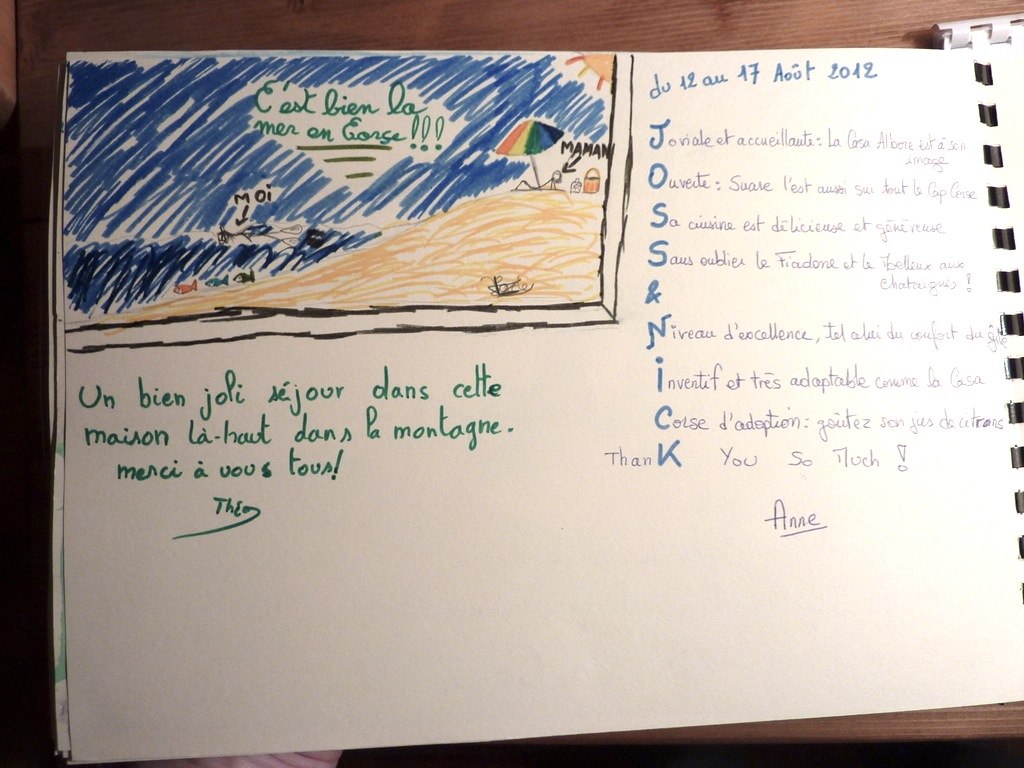 C'est bien la
mer en Corse !!!
MAMAN
MOi
Un bien joli séjour dans cette
maison là-haut dans la montagne.
merci à vous tous!
Théo
du 12 au 17 Août 2012
Joviale et accueillante : La Casa Albore est à son
image
Ouverte : Suare l'est aussi sur tout le Cap Corse
Sa cuisine est délicieuse et généreuse
Sans oublier le Fiadone et le Moelleux aux
chataignes !
&
Niveau d'excellence, tel celui du confort du gîte
inventif et très adaptable comme la Casa
Corse d'adoption : goûtez son jus de citrons
ThanK You So Much !
Anne